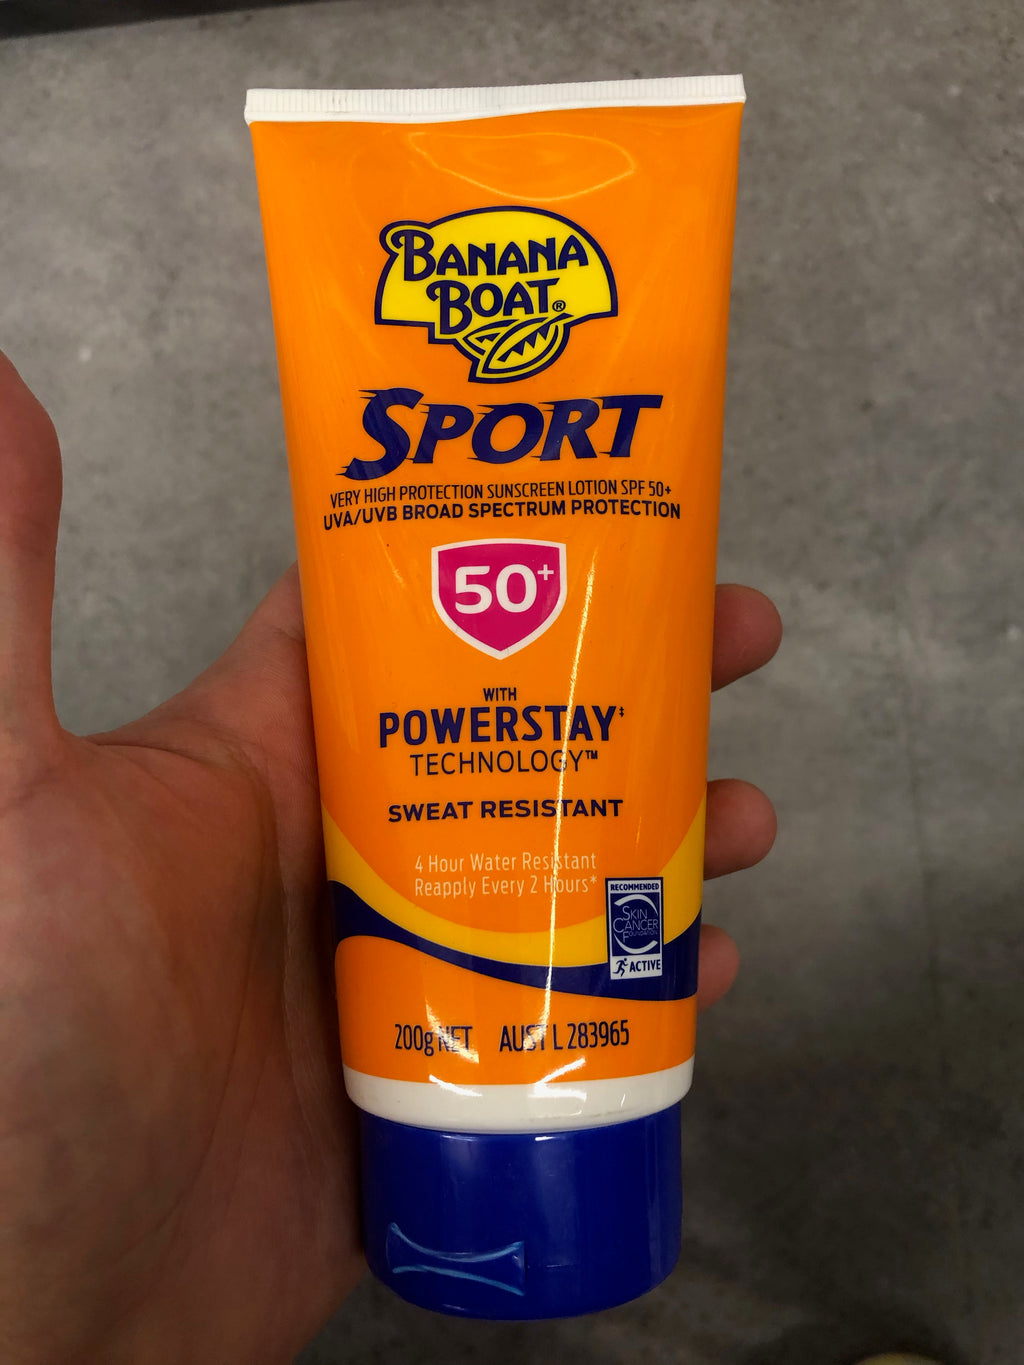 BANANA
BOAT®
SPORT
VERY HIGH PROTECTION SUNSCREEN LOTION SPF 50+
UVA/UVB BROAD SPECTRUM PROTECTION
50+
WITH
POWERSTAY‡
TECHNOLOGY™
SWEAT RESISTANT
4 Hour Water Resistant
Reapply Every 2 Hours*
RECOMMENDED
SKIN
CANCER
FOUNDATION
ACTIVE
200g NET AUST L 283965